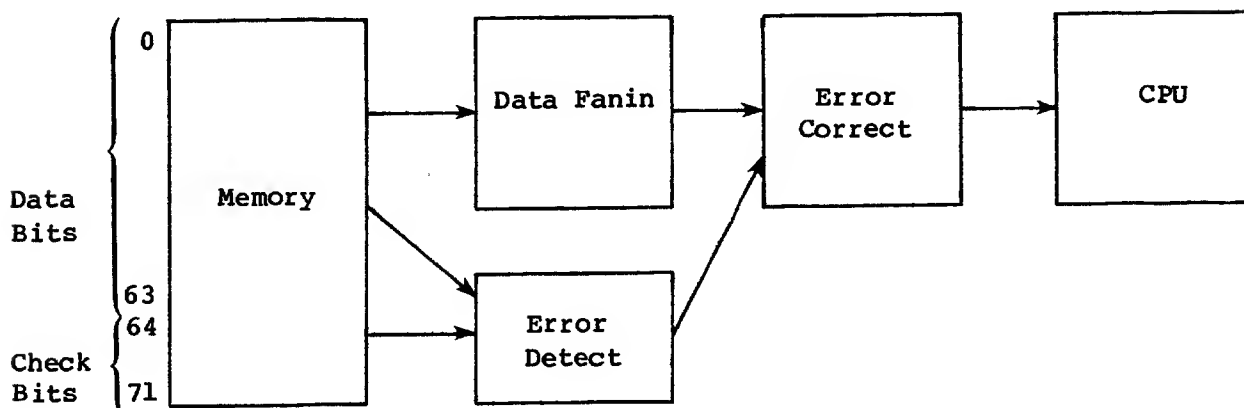 0
Data Bits
63
64
Check Bits
71
Memory
Data Fanin
Error
Correct
CPU
Error
Detect